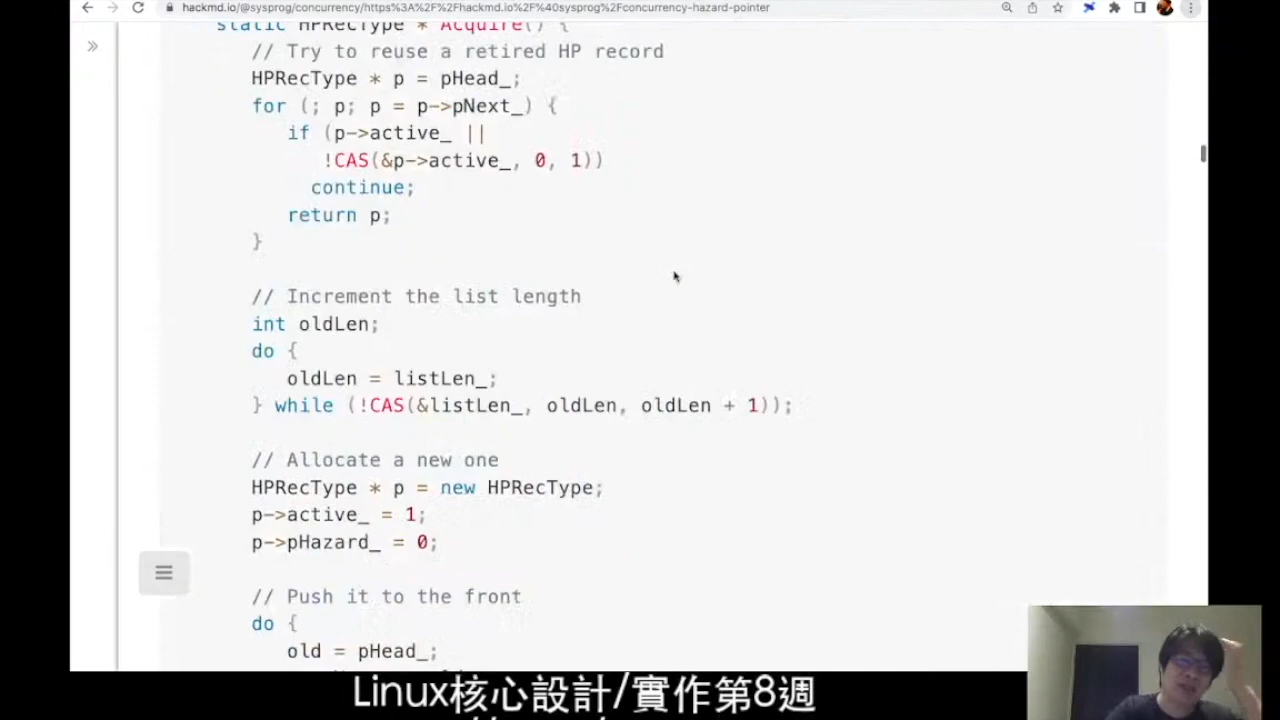 hackmd.io/@sysprog/concurrency/https%3A%2F%2Fhackmd.io%2F%40sysprog%2Fconcurrency-hazard-pointer
static HPRecType * Acquire() {
// Try to reuse a retired HP record
HPRecType * p = pHead_;
for (; p; p = p->pNext_) {
if (p->active_ ||
!CAS(&p->active_, 0, 1))
continue;
return p;
}
// Increment the list length
int oldLen;
do {
oldLen = listLen_;
} while (!CAS(&listLen_, oldLen, oldLen + 1));
// Allocate a new one
HPRecType * p = new HPRecType;
p->active_ = 1;
p->pHazard_ = 0;
// Push it to the front
do {
old = pHead_;
Linux核心設計/實作第8週